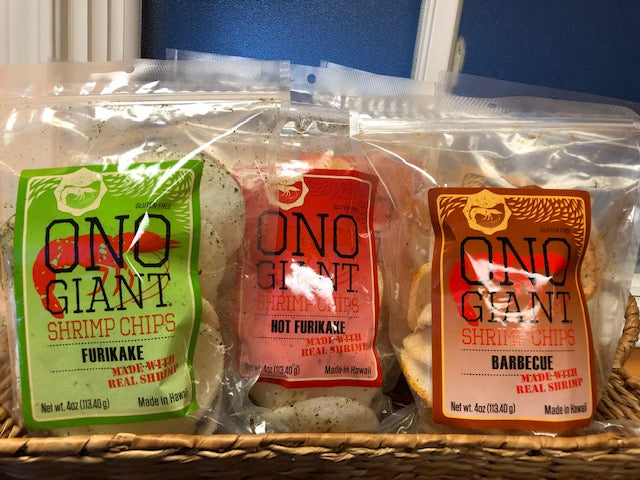 GLUTEN FREE
ONO
GIANT
SHRIMP CHIPS
FURIKAKE
MADE WITH
REAL SHRIMP
Net wt. 4oz (113.40 g)
Made in Hawaii
GLUTEN FREE
ONO
GIANT
SHRIMP CHIPS
HOT FURIKAKE
MADE WITH
REAL SHRIMP
Net wt. 4oz (113.40 g)
Made in Hawaii
GLUTEN FREE
ONO
GIANT
SHRIMP CHIPS
BARBECUE
MADE WITH
REAL SHRIMP
Net wt. 4oz (113.40 g)
Made in Hawaii